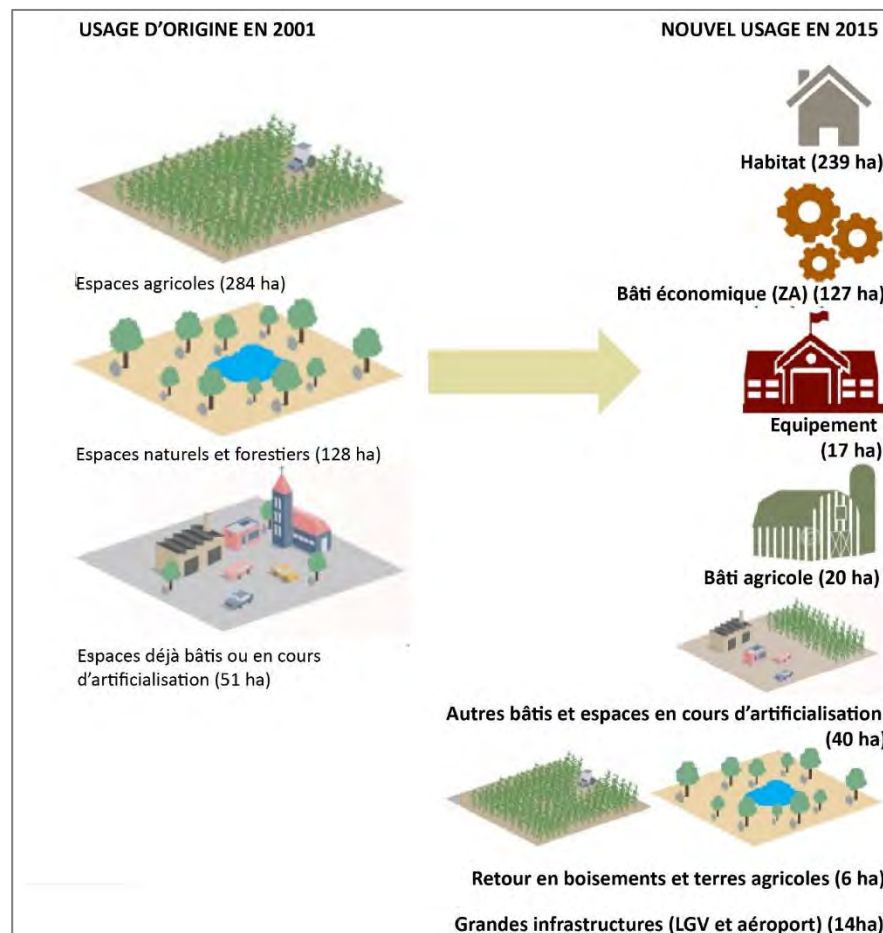 USAGE D'ORIGINE EN 2001
NOUVEL USAGE EN 2015
Espaces agricoles (284 ha)
Espaces naturels et forestiers (128 ha)
Espaces déjà bâtis ou en cours
d'artificialisation (51 ha)
Habitat (239 ha)
Bâti économique (ZA) (127 ha)
Equipement
(17 ha)
Bâti agricole (20 ha)
Autres bâtis et espaces en cours d'artificialisation
(40 ha)
Retour en boisements et terres agricoles (6 ha)
Grandes infrastructures (LGV et aéroport) (14ha)